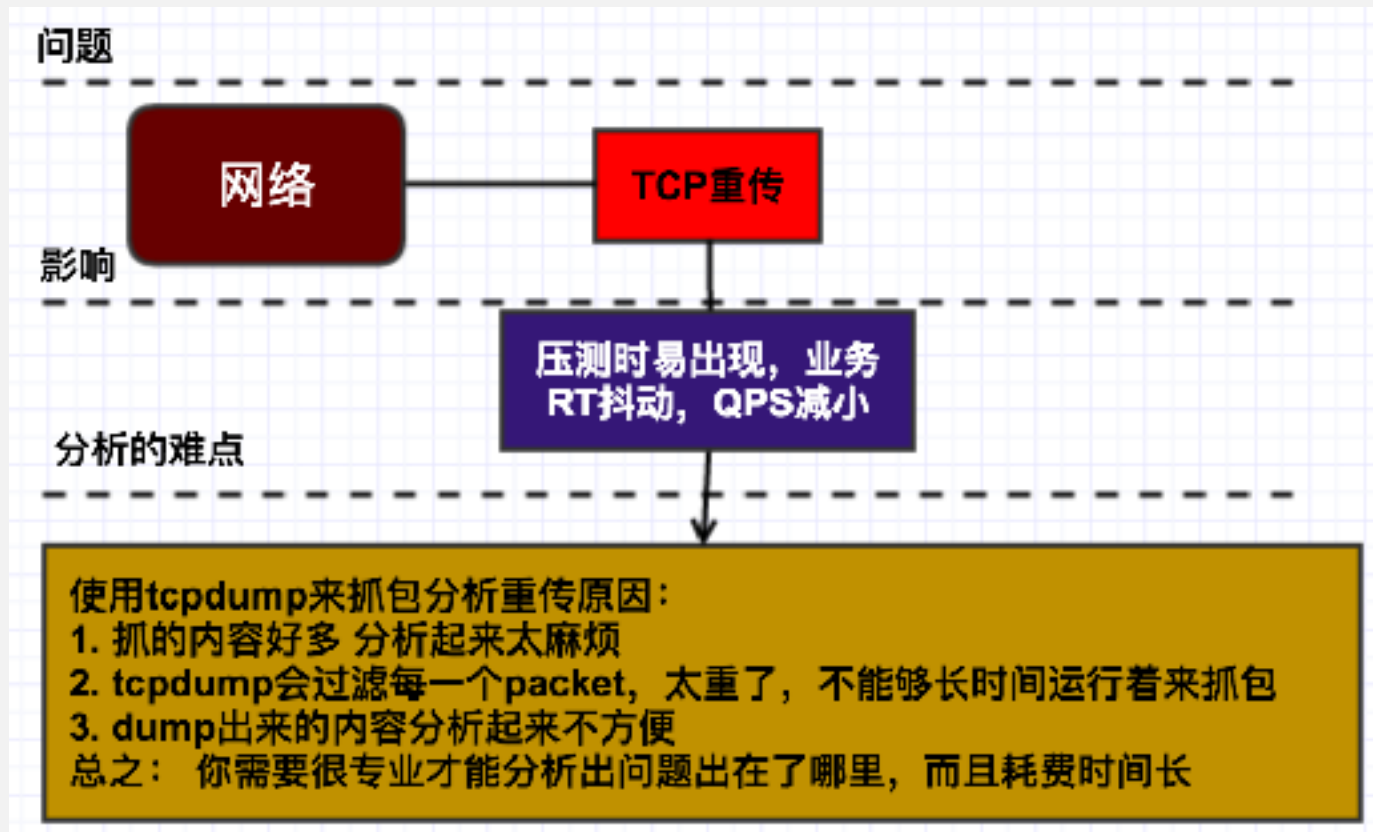 问题
网络
TCP重传
影响
压测时易出现，业务
RT抖动，QPS减小
分析的难点
使用tcpdump来抓包分析重传原因：
1. 抓的内容好多 分析起来太麻烦
2. tcpdump会过滤每一个packet，太重了，不能够长时间运行着来抓包
3. dump出来的内容分析起来不方便
总之： 你需要很专业才能分析出问题出在了哪里，而且耗费时间长